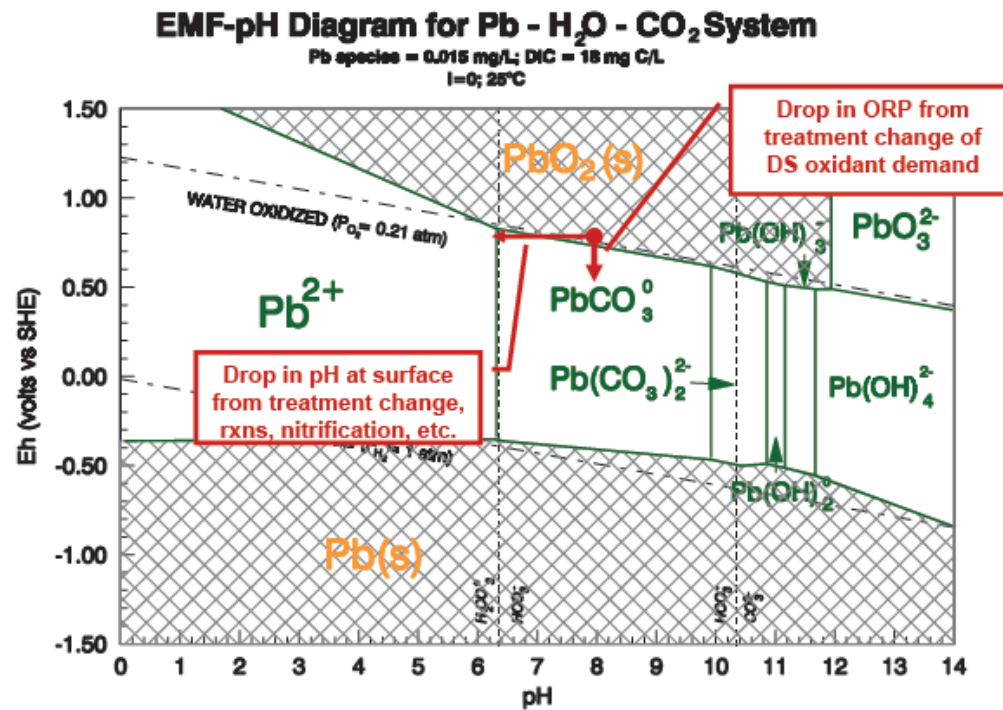 EMF-pH Diagram for Pb - H₂O - CO₂ System
Pb species = 0.015 mg/L; DIC = 18 mg C/L
I=0; 25°C
Drop in ORP from
treatment change of
DS oxidant demand
PbO₂ (s)
WATER OXIDIZED (P_O₂ = 0.21 atm)
Pb(OH)₃⁻
PbO₃²⁻
Pb²⁺
PbCO₃⁰
Pb(CO₃)₂²⁻
Pb(OH)₄²⁻
Drop in pH at surface
from treatment change,
rxns, nitrification, etc.
Pb(OH)₂⁰
Pb(s)
H₂CO₃*
HCO₃⁻
HCO₃⁻
CO₃²⁻
Eh (volts vs SHE)
1.50
1.00
0.50
0.00
-0.50
-1.00
-1.50
0 1 2 3 4 5 6 7 8 9 10 11 12 13 14
pH